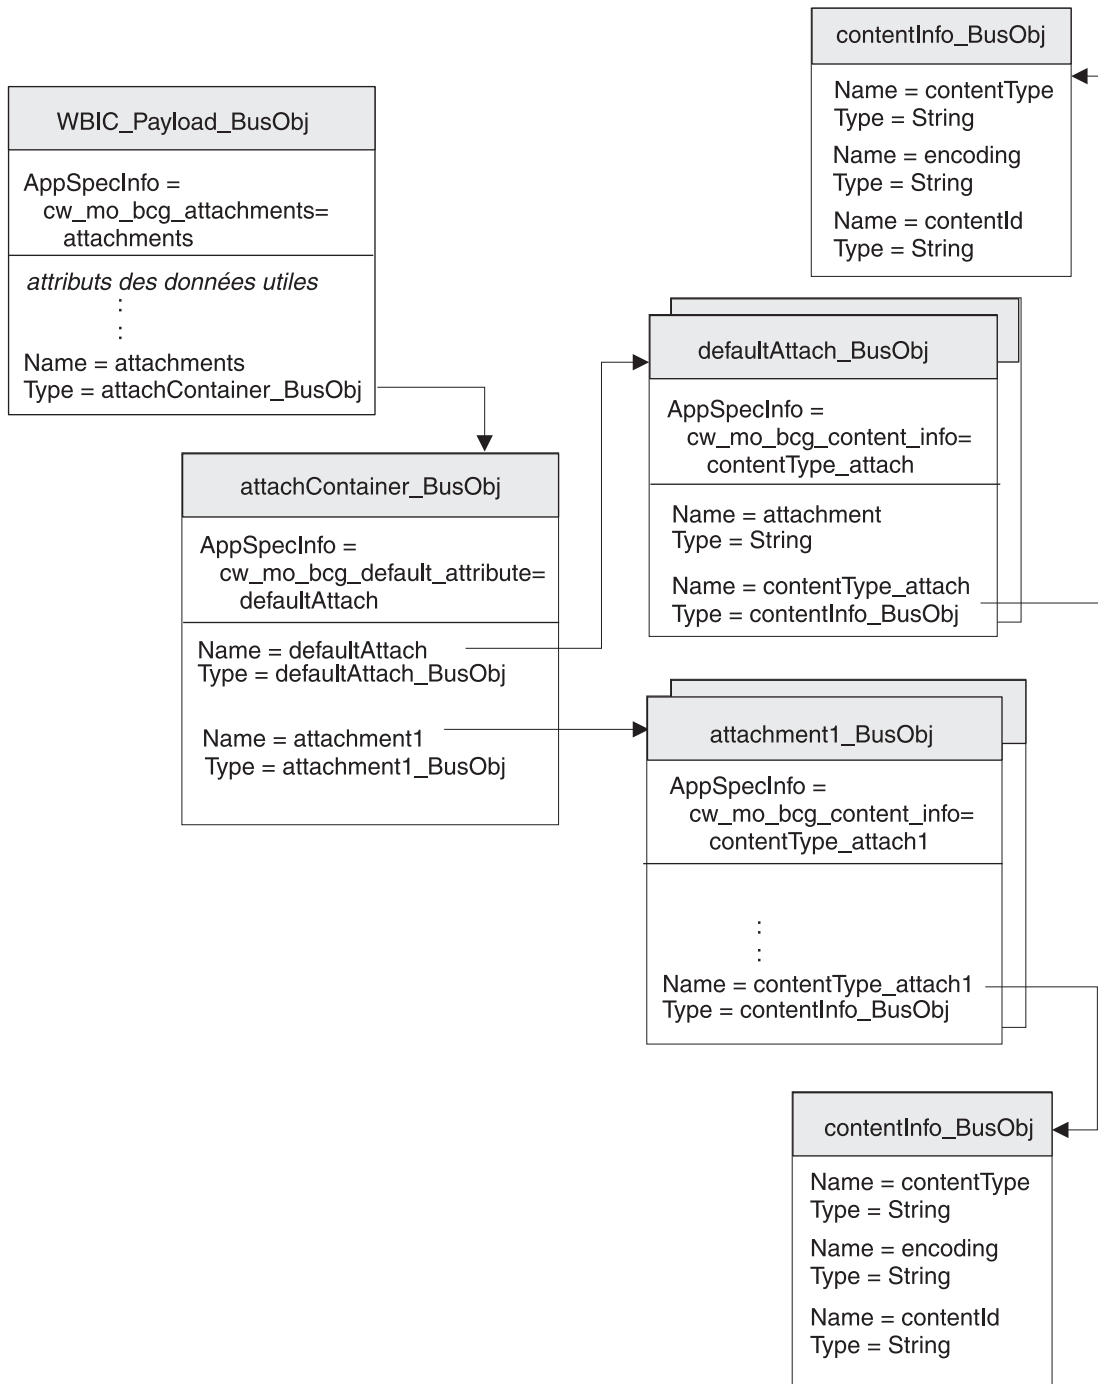 contentInfo_BusObj
Name = contentType
Type = String
Name = encoding
Type = String
Name = contentId
Type = String
WBIC_Payload_BusObj
AppSpecInfo =
cw_mo_bcg_attachments=
attachments
attributs des données utiles
:
:
Name = attachments
Type = attachContainer_BusObj
defaultAttach_BusObj
AppSpecInfo =
cw_mo_bcg_content_info=
contentType_attach
Name = attachment
Type = String
Name = contentType_attach
Type = contentInfo_BusObj
attachContainer_BusObj
AppSpecInfo =
cw_mo_bcg_default_attribute=
defaultAttach
Name = defaultAttach
Type = defaultAttach_BusObj
Name = attachment1
Type = attachment1_BusObj
attachment1_BusObj
AppSpecInfo =
cw_mo_bcg_content_info=
contentType_attach1
:
:
Name = contentType_attach1
Type = contentInfo_BusObj
contentInfo_BusObj
Name = contentType
Type = String
Name = encoding
Type = String
Name = contentId
Type = String